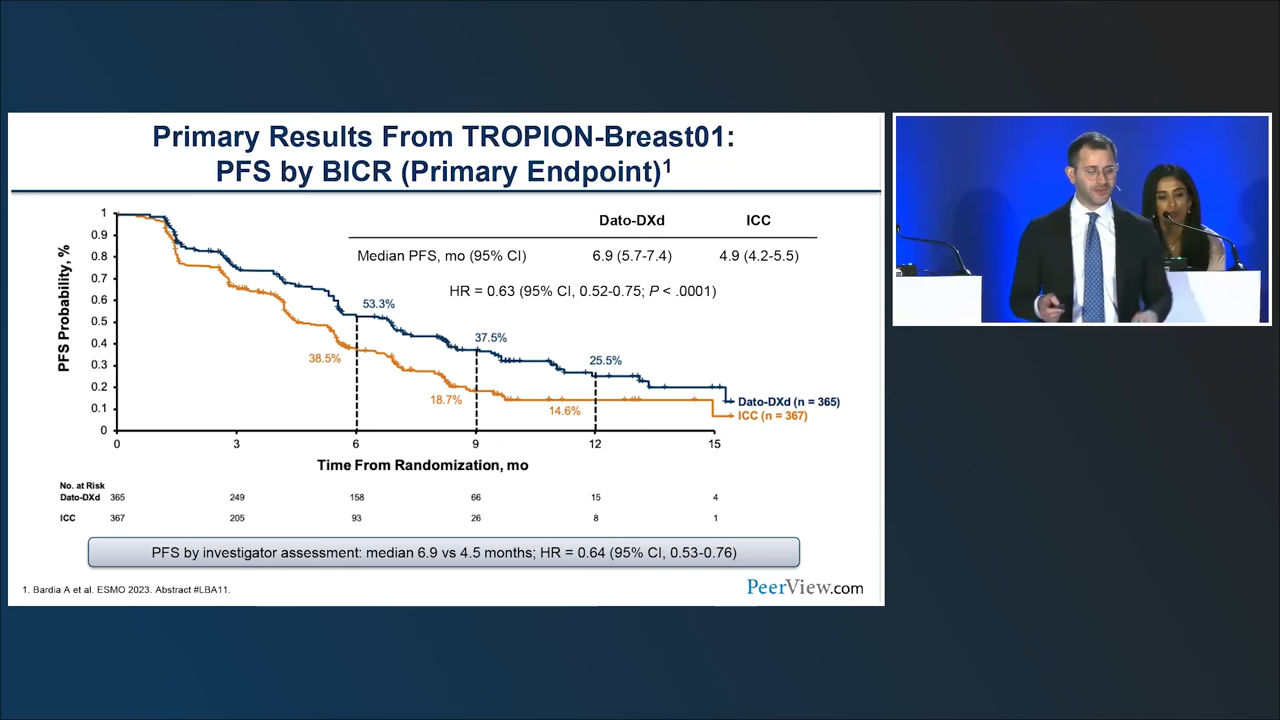 Primary Results From TROPION-Breast01:
PFS by BICR (Primary Endpoint)1
PFS Probability, %
1
0.9
0.8
0.7
0.6
0.5
0.4
0.3
0.2
0.1
0
Dato-DXd ICC
Median PFS, mo (95% CI) 6.9 (5.7-7.4) 4.9 (4.2-5.5)
HR = 0.63 (95% CI, 0.52-0.75; P < .0001)
53.3%
37.5%
25.5%
38.5%
18.7%
14.6%
Dato-DXd (n = 365)
ICC (n = 367)
0 3 6 9 12 15
Time From Randomization, mo
No. at Risk
Dato-DXd 365 249 158 66 15 4
ICC 367 205 93 26 8 1
PFS by investigator assessment: median 6.9 vs 4.5 months; HR = 0.64 (95% CI, 0.53-0.76)
1. Bardia A et al. ESMO 2023. Abstract #LBA11.
PeerView.com